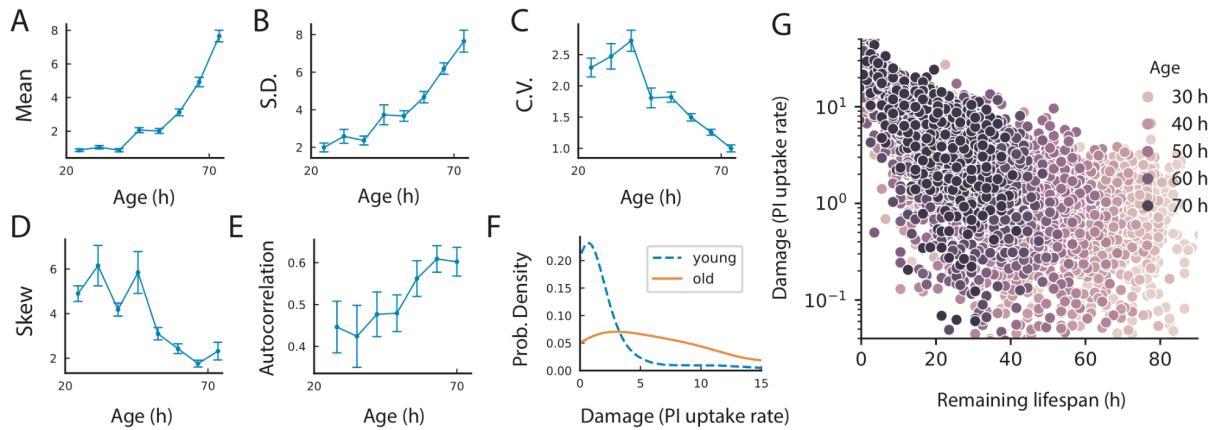 A
Mean
8
6
4
2
20
70
Age (h)
B
S.D.
8
6
4
2
20
70
Age (h)
C
C.V.
2.5
2.0
1.5
1.0
20
70
Age (h)
D
Skew
6
4
2
20
70
Age (h)
E
Autocorrelation
0.6
0.5
0.4
20
70
Age (h)
F
Prob. Density
0.20
0.15
0.10
0.05
0.00
0
5
10
15
young
old
Damage (PI uptake rate)
G
Damage (PI uptake rate)
10¹
10⁰
10⁻¹
0
20
40
60
80
Remaining lifespan (h)
Age
30 h
40 h
50 h
60 h
70 h